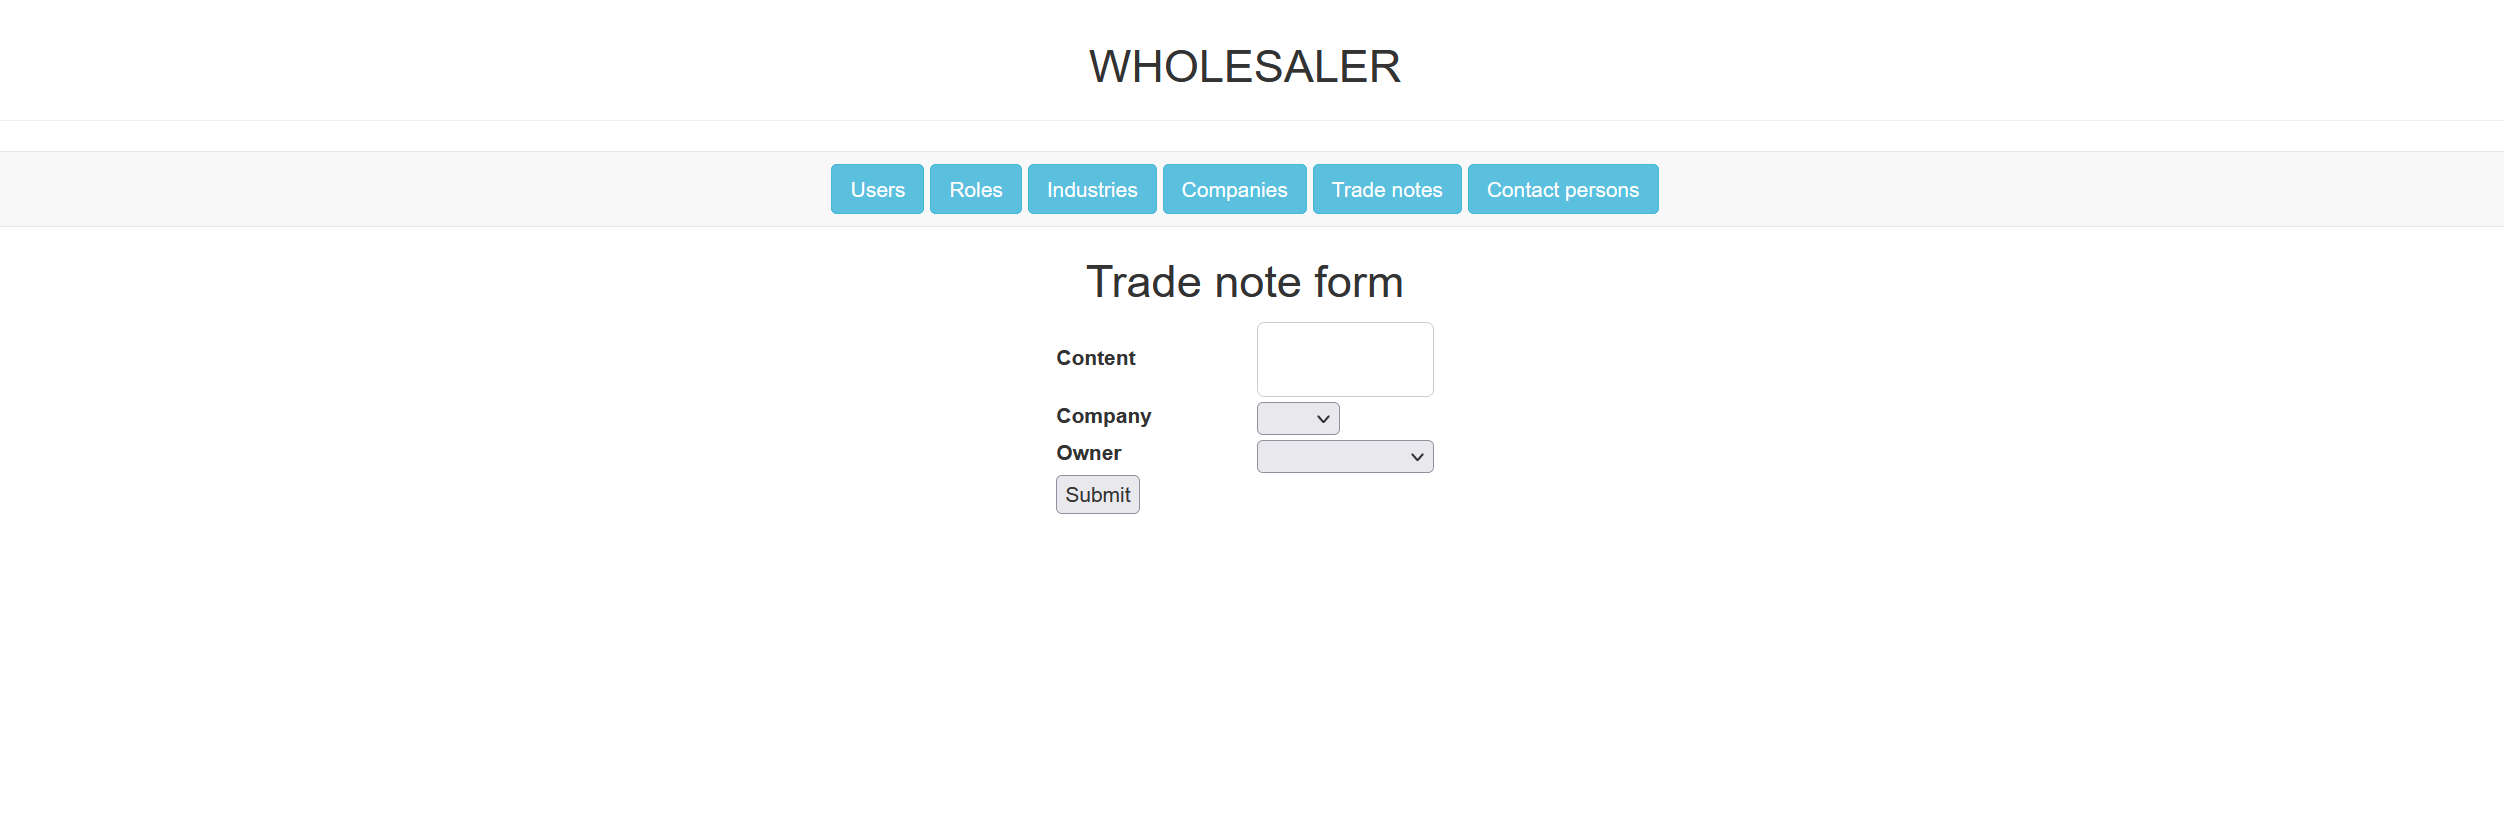 WHOLESALER
Users Roles Industries Companies Trade notes Contact persons
Trade note form
Content
Company
Owner
Submit